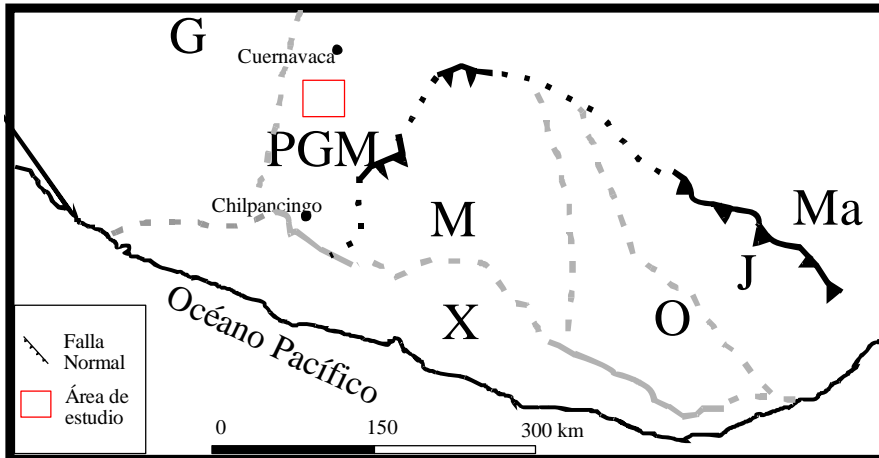 G
Cuernavaca
PGM
Chilpancingo
M
Ma
J
X
O
Océano Pacífico
Falla
Normal
Área de
estudio
0 150 300 km